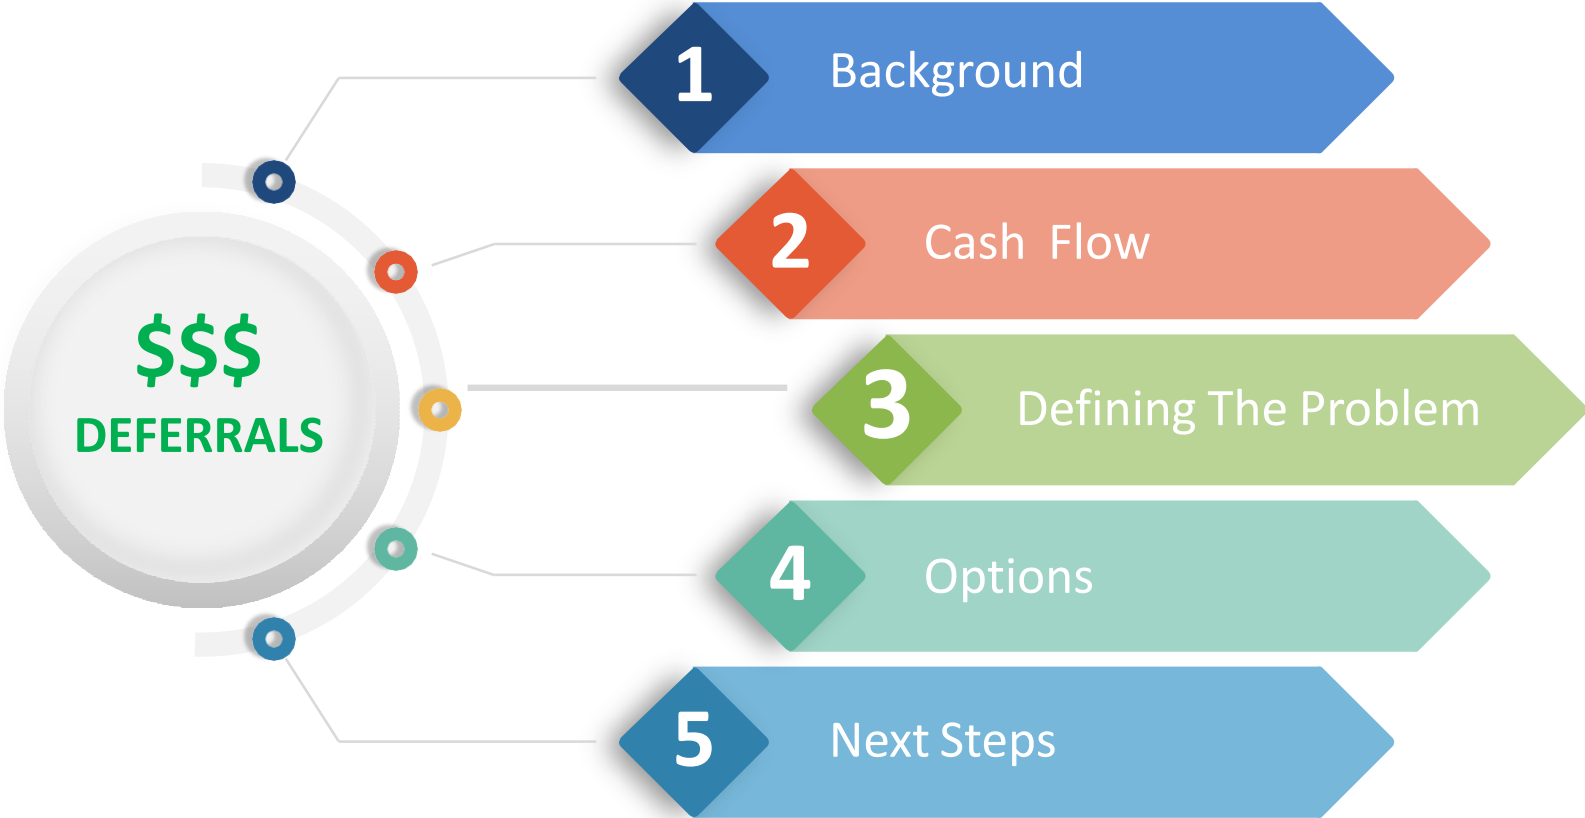 $$$
DEFERRALS
1
Background
2
Cash  Flow
3
Defining The Problem
4
Options
5
Next Steps